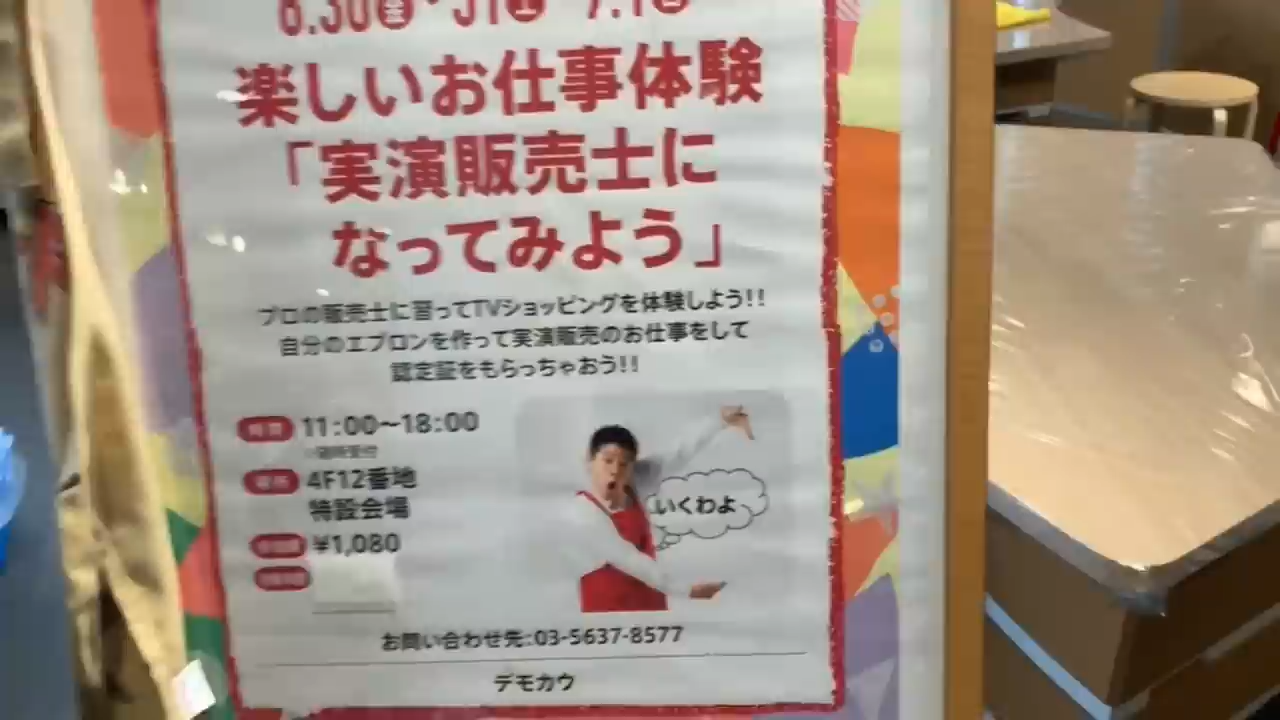 楽しいお仕事体験
「実演販売士に
なってみよう」
プロの販売士に習ってTVショッピングを体験しよう!!
自分のエプロンを作って実演販売のお仕事をして
認定証をもらっちゃおう!!
11:00〜18:00
4F12番地
特設会場
¥1,080
いくわよ
お問い合わせ先:03-5637-8577
デモカウ